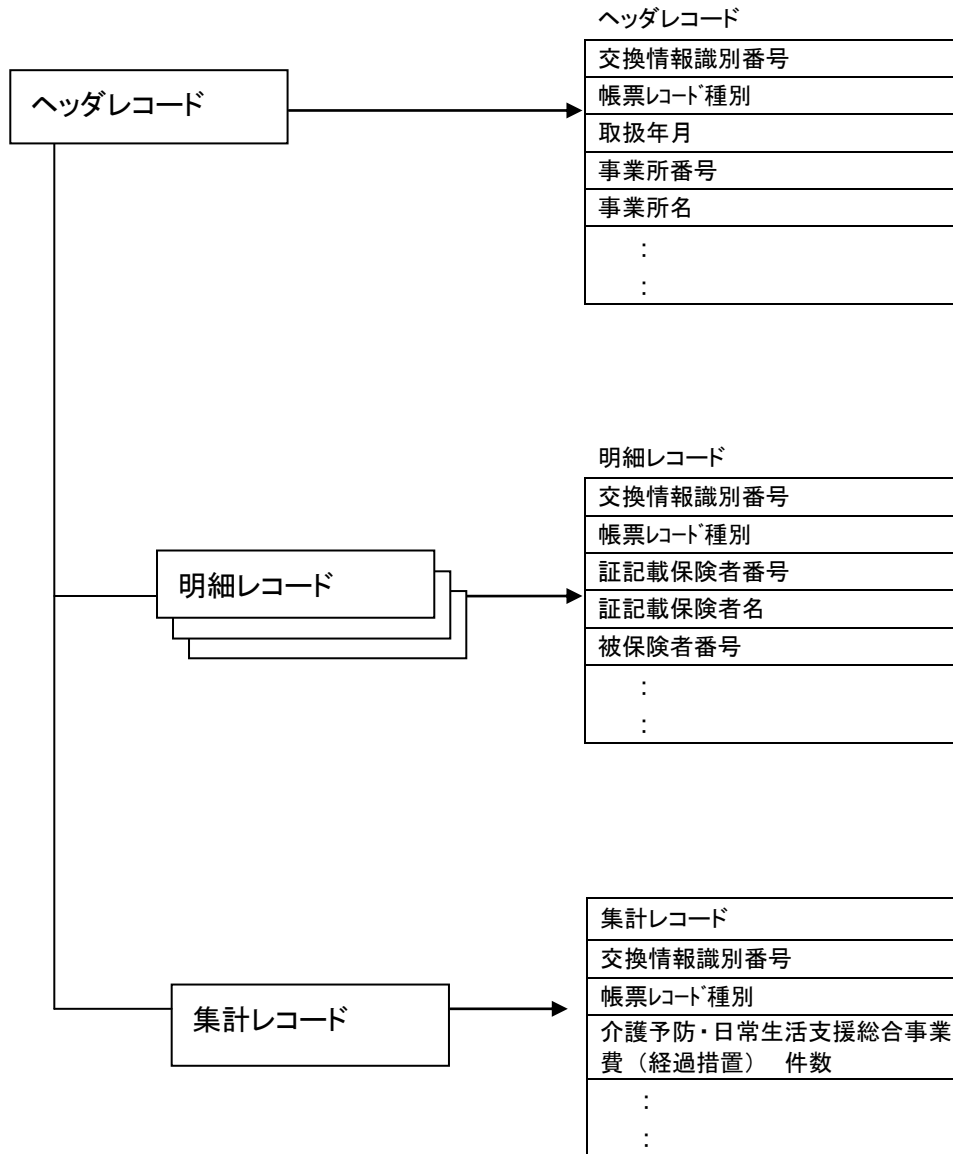 ヘッダレコード
ヘッダレコード
交換情報識別番号
帳票ﾚｺｰﾄﾞ種別
取扱年月
事業所番号
事業所名
：
：
明細レコード
明細レコード
交換情報識別番号
帳票ﾚｺｰﾄﾞ種別
証記載保険者番号
証記載保険者名
被保険者番号
：
：
集計レコード
集計レコード
交換情報識別番号
帳票ﾚｺｰﾄﾞ種別
介護予防・日常生活支援総合事業
費（経過措置）　件数
：
：